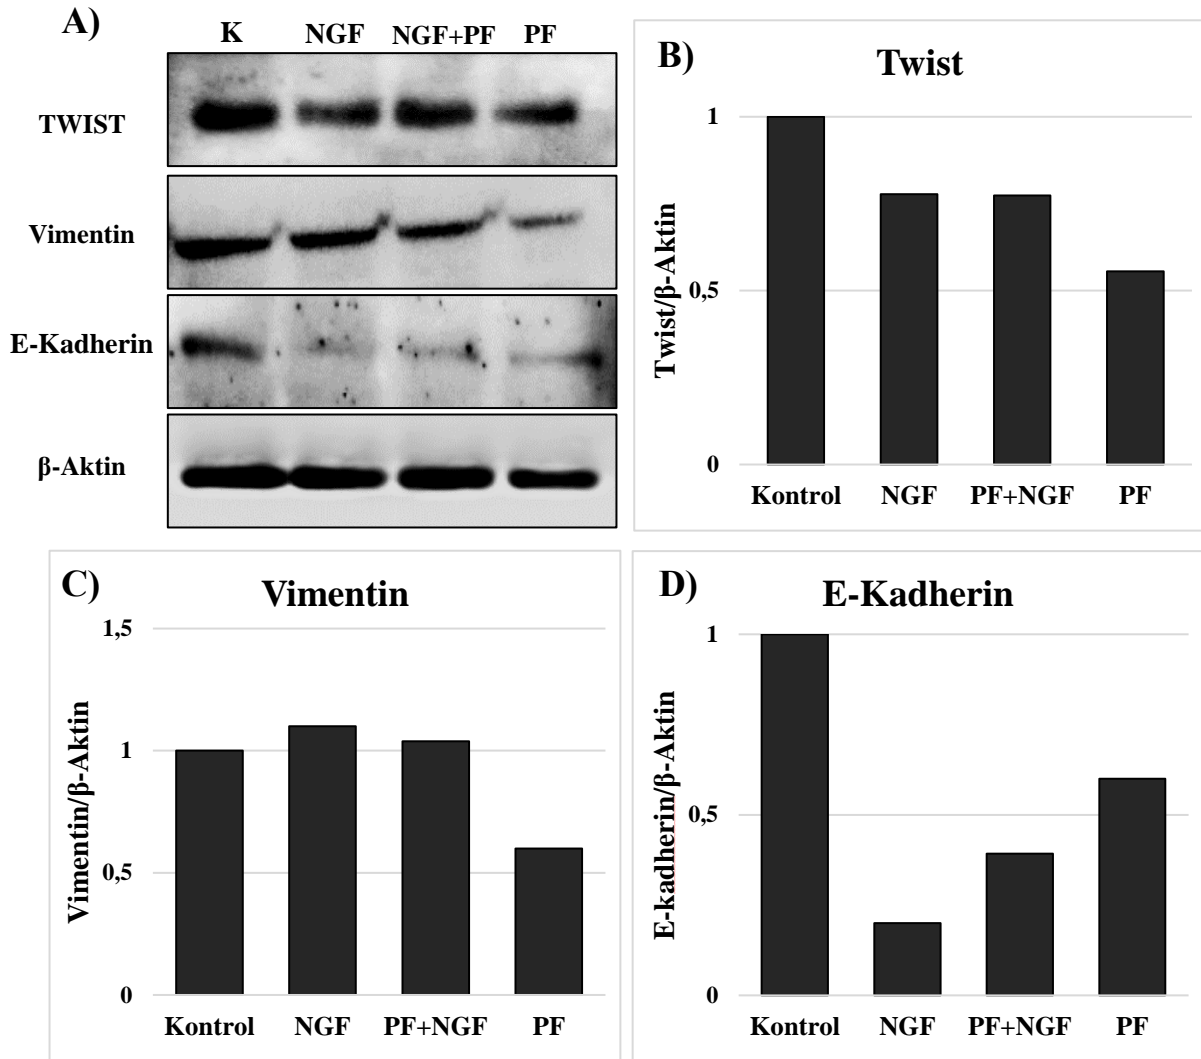 A)
K NGF NGF+PF PF
TWIST
Vimentin
E-Kadherin
β-Aktin
B)
Twist
Twist/β-Aktin
1
0,5
0
Kontrol NGF PF+NGF PF
C)
Vimentin
Vimentin/β-Aktin
1,5
1
0,5
0
Kontrol NGF PF+NGF PF
D)
E-Kadherin
E-kadherin/β-Aktin
1
0,5
0
Kontrol NGF PF+NGF PF